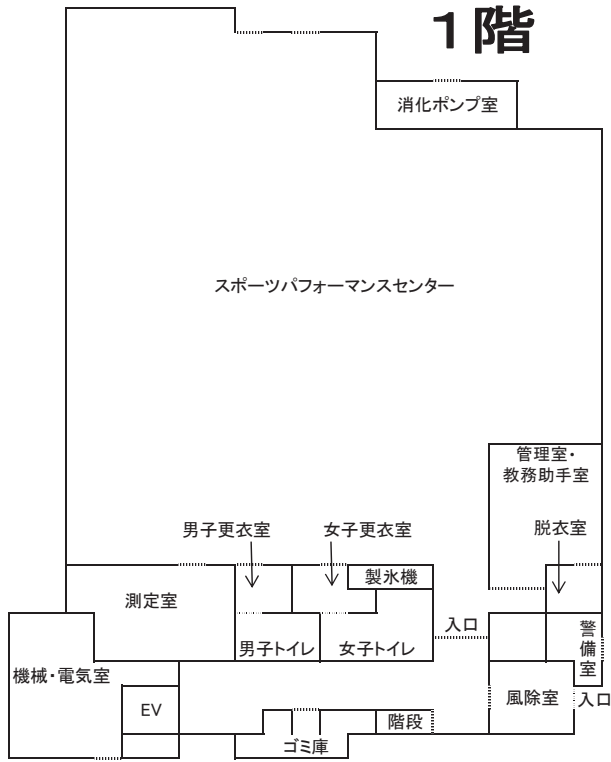 1階
消化ポンプ室
スポーツパフォーマンスセンター
管理室・
教務助手室
男子更衣室
女子更衣室
脱衣室
製氷機
測定室
入口
警備室
男子トイレ
女子トイレ
機械・電気室
EV
風除室
入口
階段
ゴミ庫